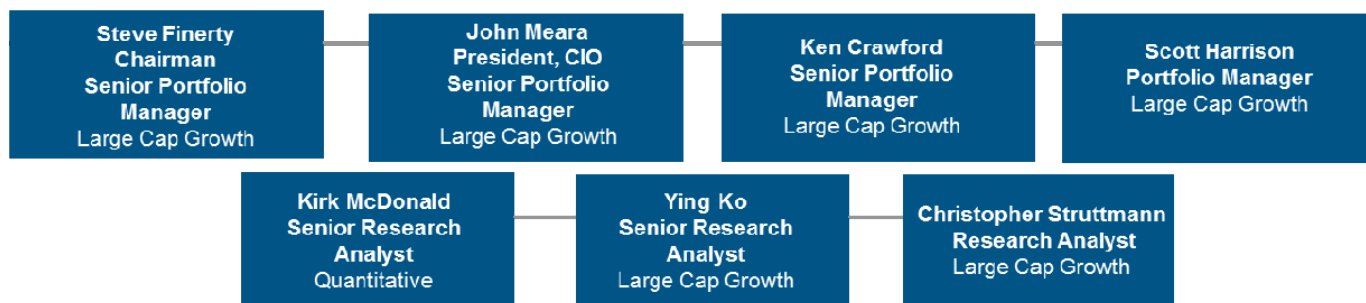 Steve Finerty
Chairman
Senior Portfolio
Manager
Large Cap Growth
John Meara
President, CIO
Senior Portfolio
Manager
Large Cap Growth
Ken Crawford
Senior Portfolio
Manager
Large Cap Growth
Scott Harrison
Portfolio Manager
Large Cap Growth
Kirk McDonald
Senior Research
Analyst
Quantitative
Ying Ko
Senior Research
Analyst
Large Cap Growth
Christopher Struttmann
Research Analyst
Large Cap Growth